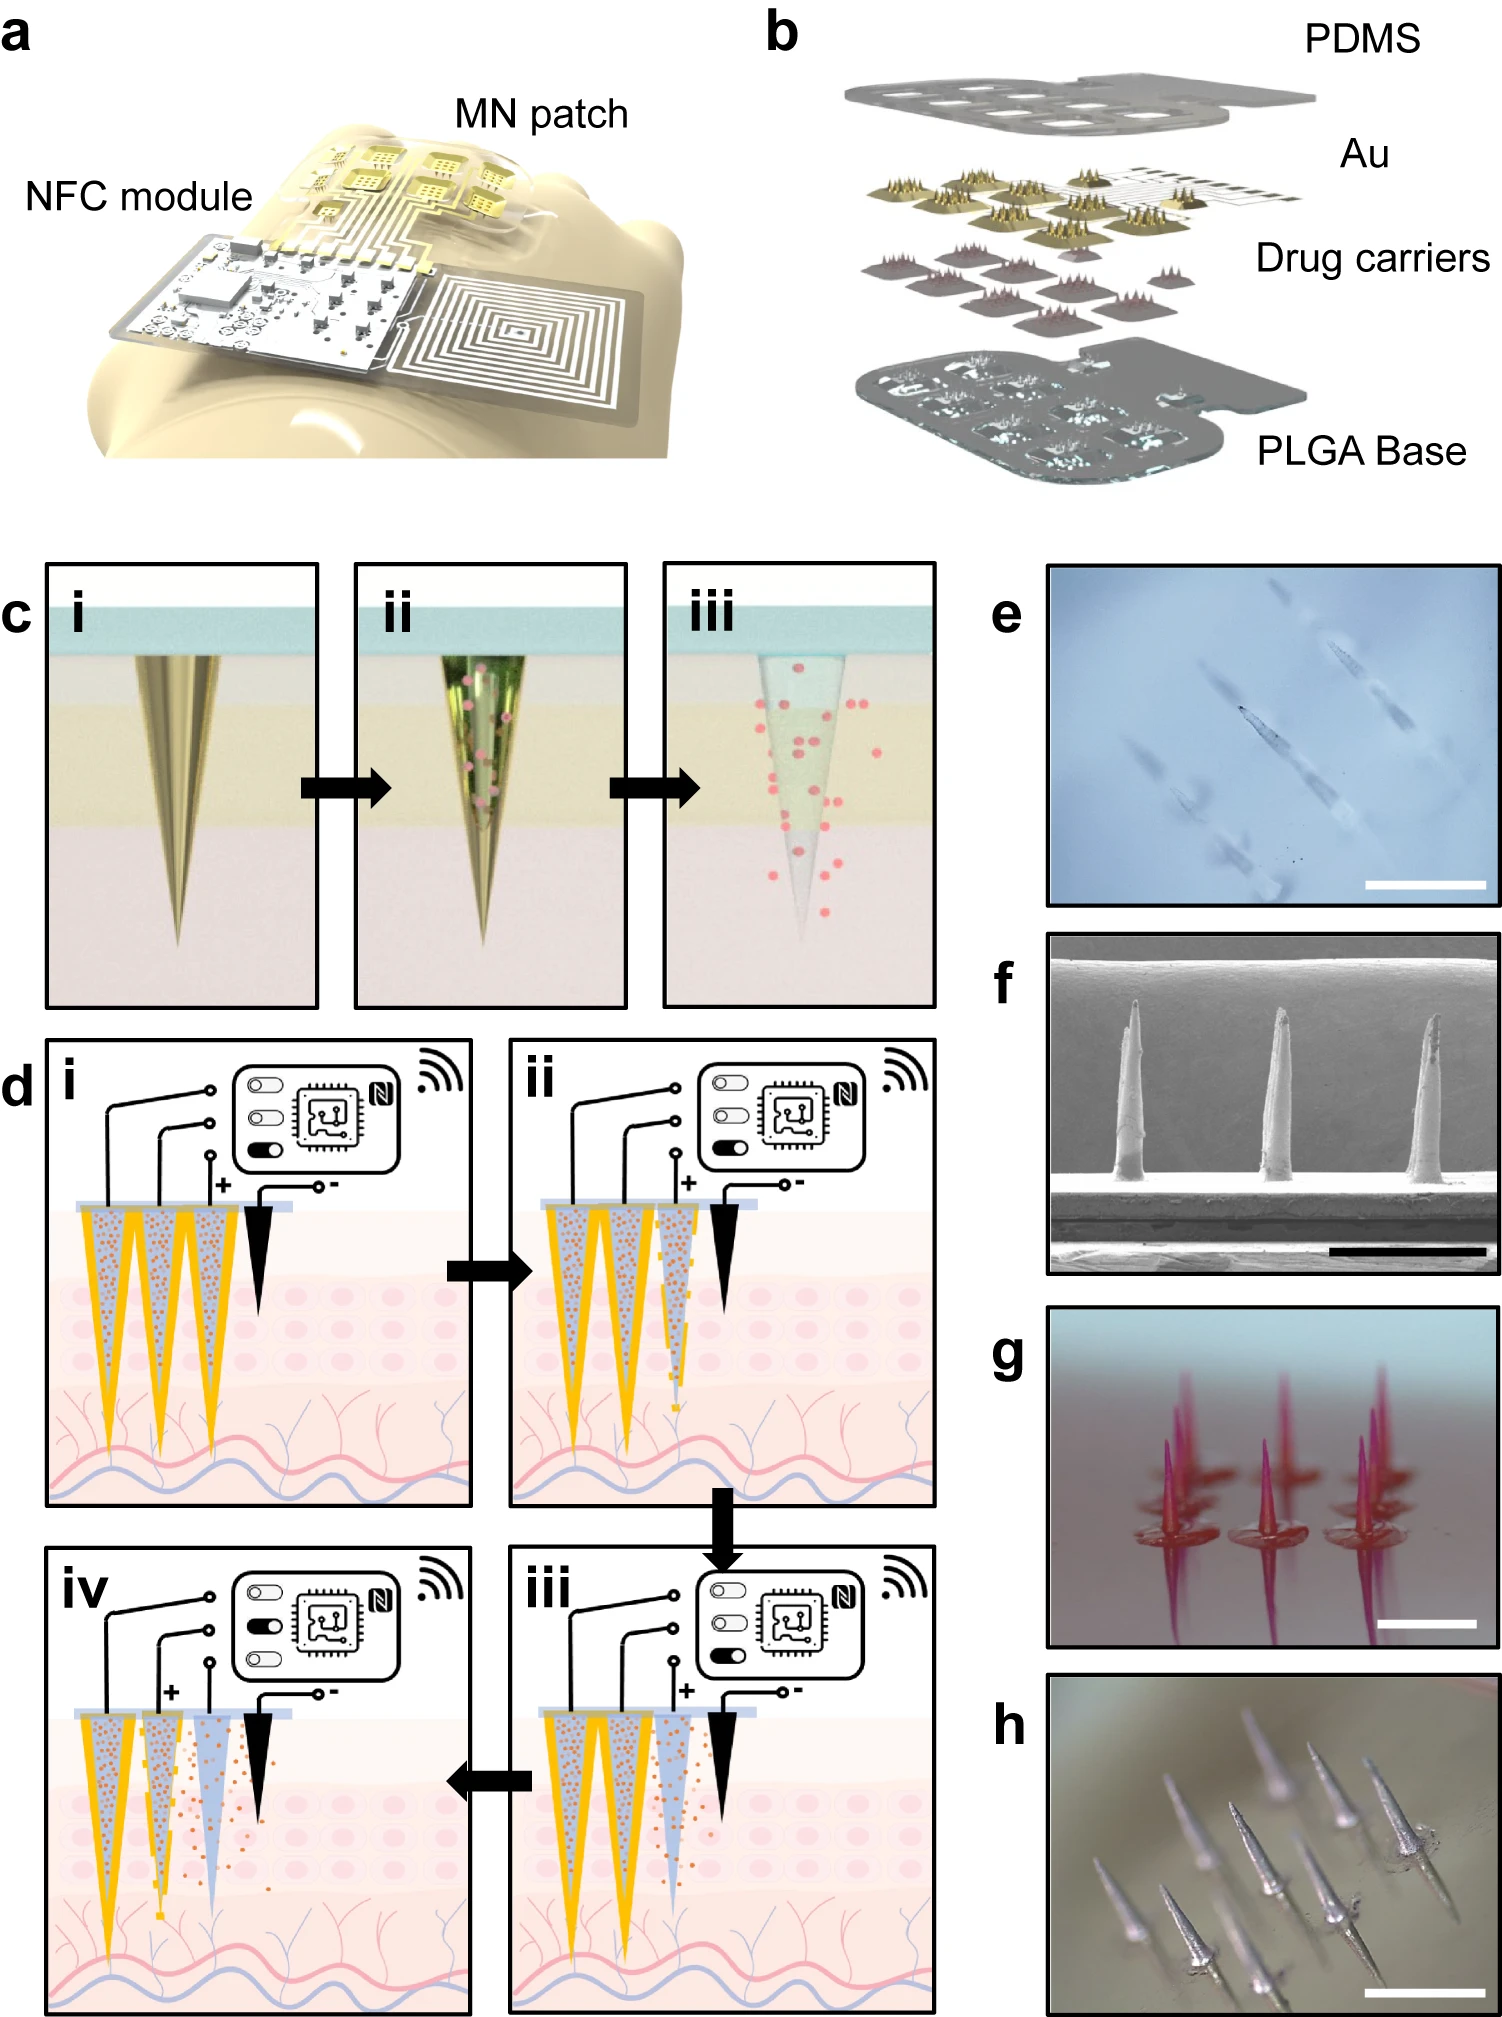 a
MN patch
NFC module
b
PDMS
Au
Drug carriers
PLGA Base
c
i
ii
iii
d
i
+
-
ii
+
-
iv
+
-
iii
+
-
e
f
g
h